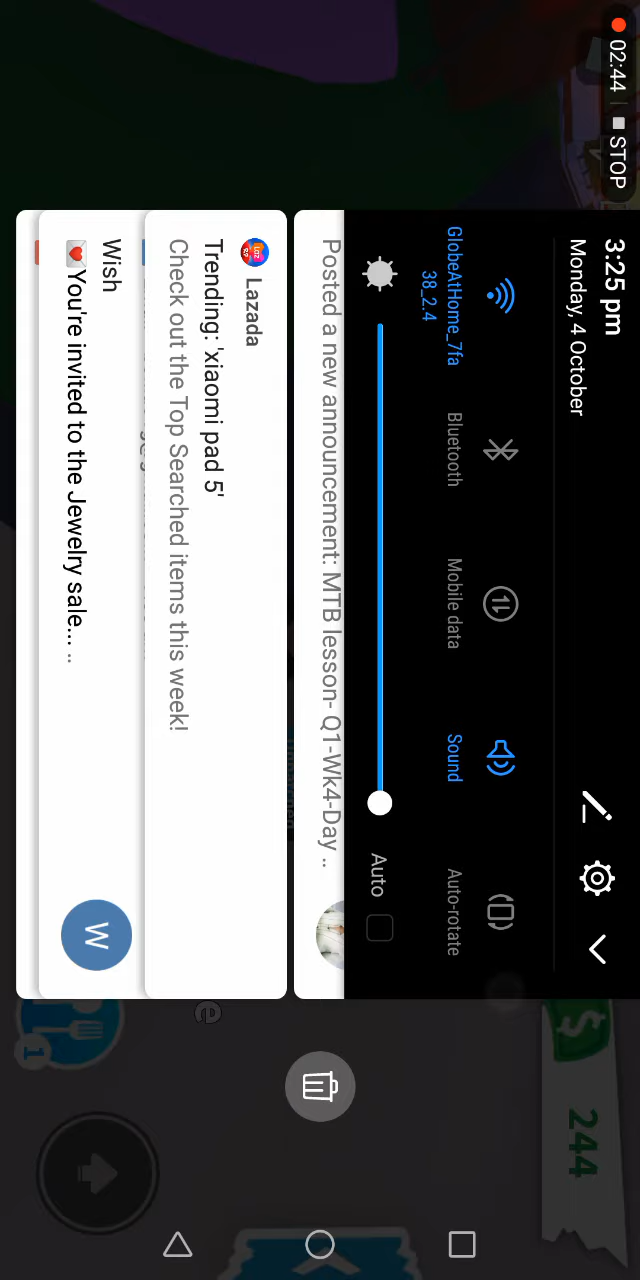 02:44 | STOP
3:25 pm
Monday, 4 October
GlobeAtHome_7fa
38_2.4
Bluetooth
Mobile data
Sound
Auto-rotate
Auto
Posted a new announcement: MTB lesson- Q1-Wk4-Day ..
Lazada
Trending: 'xiaomi pad 5'
Check out the Top Searched items this week!
Wish
You're invited to the Jewelry sale... ..
W
244
1